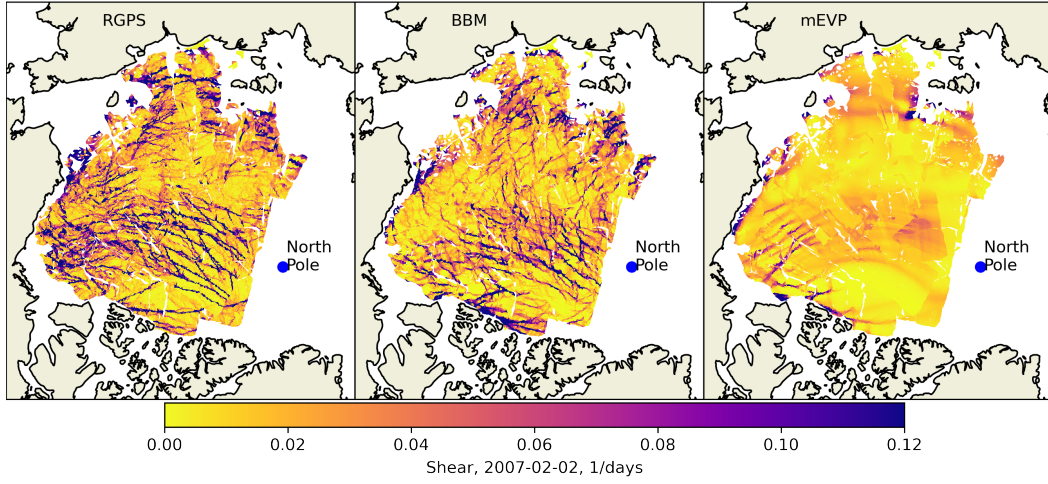 RGPS
BBM
mEVP
North
Pole
North
Pole
North
Pole
0.00
0.02
0.04
0.06
0.08
0.10
0.12
Shear, 2007-02-02, 1/days